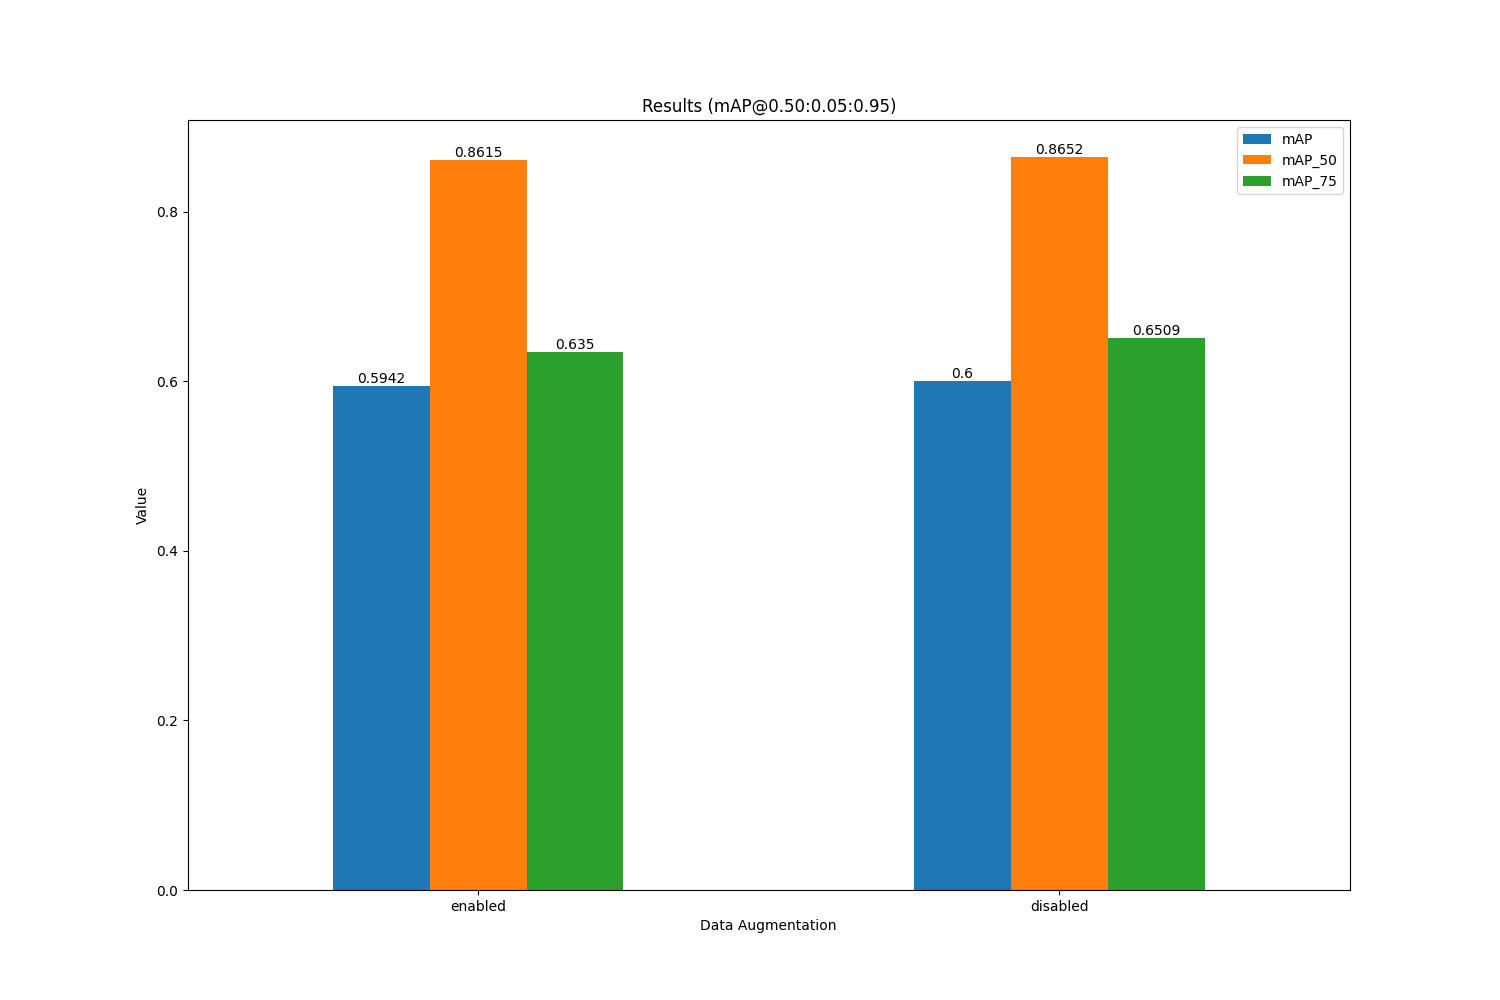 Results (mAP@0.50:0.05:0.95)
mAP
mAP_50
mAP_75
0.8615
0.8652
0.8
0.6509
0.635
0.5942
0.6
0.6
Value
0.4
0.2
0.0
enabled
disabled
Data Augmentation